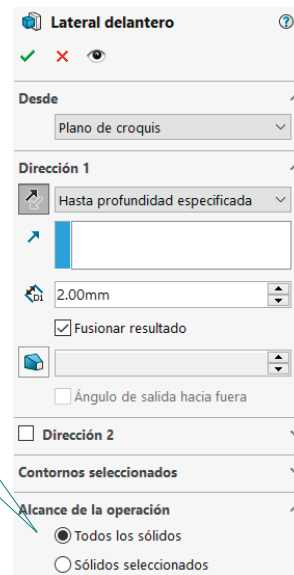 Lateral delantero
Desde
Plano de croquis
Dirección 1
Hasta profundidad especificada
D1
2.00mm
Fusionar resultado
Ángulo de salida hacia fuera
Dirección 2
Contornos seleccionados
Alcance de la operación
Todos los sólidos
Sólidos seleccionados